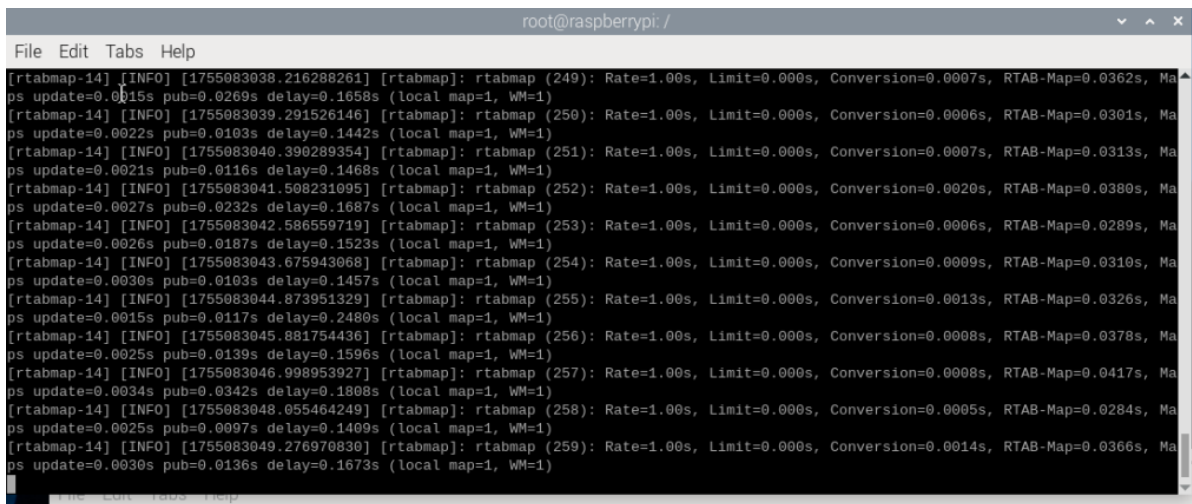 root@raspberrypi: /
File Edit Tabs Help
[rtabmap-14] [INFO] [1755083038.216288261] [rtabmap]: rtabmap (249): Rate=1.00s, Limit=0.000s, Conversion=0.0007s, RTAB-Map=0.0362s, Ma
ps update=0.0015s pub=0.0269s delay=0.1658s (local map=1, WM=1)
[rtabmap-14] [INFO] [1755083039.291526146] [rtabmap]: rtabmap (250): Rate=1.00s, Limit=0.000s, Conversion=0.0006s, RTAB-Map=0.0301s, Ma
ps update=0.0022s pub=0.0103s delay=0.1442s (local map=1, WM=1)
[rtabmap-14] [INFO] [1755083040.390289354] [rtabmap]: rtabmap (251): Rate=1.00s, Limit=0.000s, Conversion=0.0007s, RTAB-Map=0.0313s, Ma
ps update=0.0021s pub=0.0116s delay=0.1468s (local map=1, WM=1)
[rtabmap-14] [INFO] [1755083041.508231095] [rtabmap]: rtabmap (252): Rate=1.00s, Limit=0.000s, Conversion=0.0020s, RTAB-Map=0.0380s, Ma
ps update=0.0027s pub=0.0232s delay=0.1687s (local map=1, WM=1)
[rtabmap-14] [INFO] [1755083042.586559719] [rtabmap]: rtabmap (253): Rate=1.00s, Limit=0.000s, Conversion=0.0006s, RTAB-Map=0.0289s, Ma
ps update=0.0026s pub=0.0187s delay=0.1523s (local map=1, WM=1)
[rtabmap-14] [INFO] [1755083043.675943068] [rtabmap]: rtabmap (254): Rate=1.00s, Limit=0.000s, Conversion=0.0009s, RTAB-Map=0.0310s, Ma
ps update=0.0030s pub=0.0103s delay=0.1457s (local map=1, WM=1)
[rtabmap-14] [INFO] [1755083044.873951329] [rtabmap]: rtabmap (255): Rate=1.00s, Limit=0.000s, Conversion=0.0013s, RTAB-Map=0.0326s, Ma
ps update=0.0015s pub=0.0117s delay=0.2480s (local map=1, WM=1)
[rtabmap-14] [INFO] [1755083045.881754436] [rtabmap]: rtabmap (256): Rate=1.00s, Limit=0.000s, Conversion=0.0008s, RTAB-Map=0.0378s, Ma
ps update=0.0025s pub=0.0139s delay=0.1596s (local map=1, WM=1)
[rtabmap-14] [INFO] [1755083046.998953927] [rtabmap]: rtabmap (257): Rate=1.00s, Limit=0.000s, Conversion=0.0008s, RTAB-Map=0.0417s, Ma
ps update=0.0034s pub=0.0342s delay=0.1808s (local map=1, WM=1)
[rtabmap-14] [INFO] [1755083048.055464249] [rtabmap]: rtabmap (258): Rate=1.00s, Limit=0.000s, Conversion=0.0005s, RTAB-Map=0.0284s, Ma
ps update=0.0025s pub=0.0097s delay=0.1409s (local map=1, WM=1)
[rtabmap-14] [INFO] [1755083049.276970830] [rtabmap]: rtabmap (259): Rate=1.00s, Limit=0.000s, Conversion=0.0014s, RTAB-Map=0.0366s, Ma
ps update=0.0030s pub=0.0136s delay=0.1673s (local map=1, WM=1)
File Edit Tabs Help